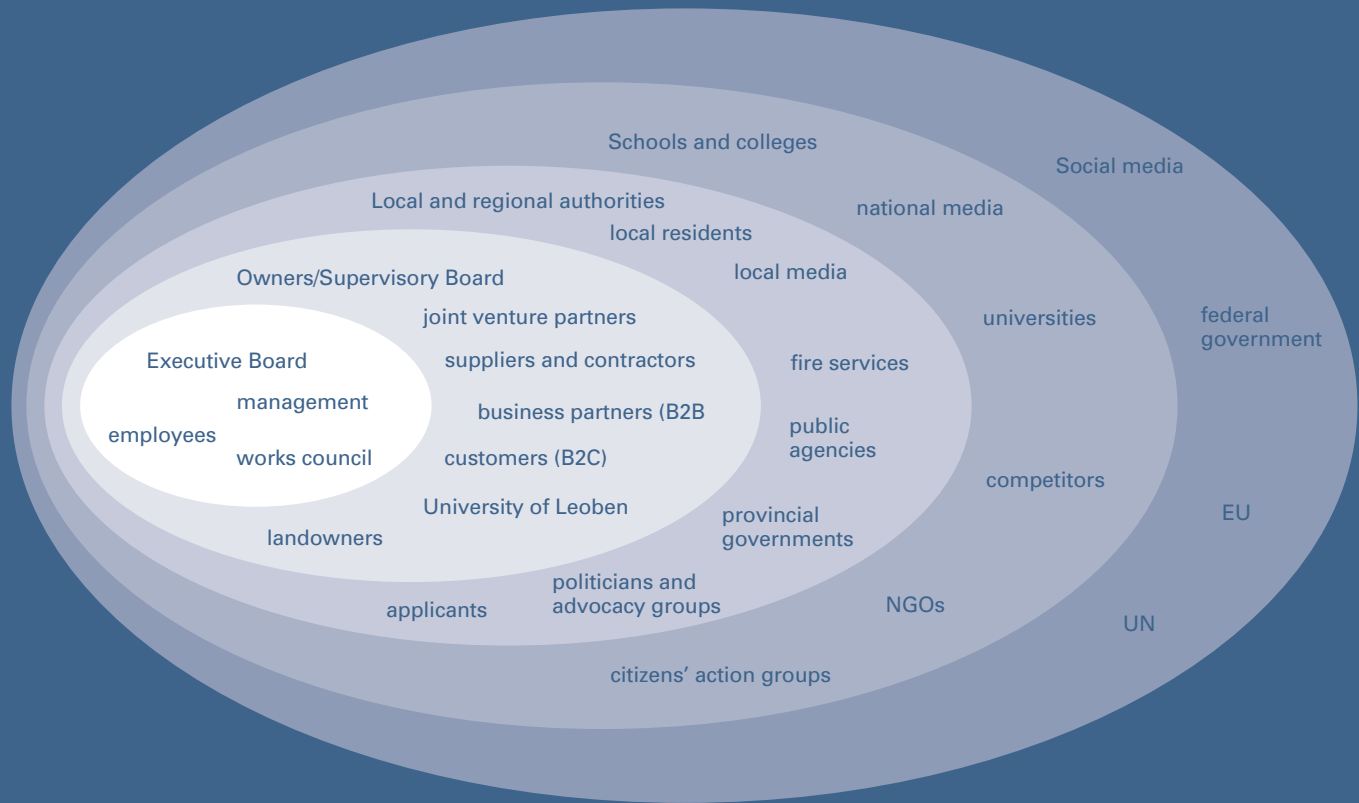 Schools and colleges
Social media
Local and regional authorities
national media
local residents
local media
Owners/Supervisory Board
joint venture partners
universities
federal
government
Executive Board
suppliers and contractors
fire services
management
business partners (B2B
employees
public
agencies
works council
customers (B2C)
competitors
University of Leoben
EU
provincial
governments
landowners
politicians and
advocacy groups
applicants
NGOs
UN
citizens’ action groups